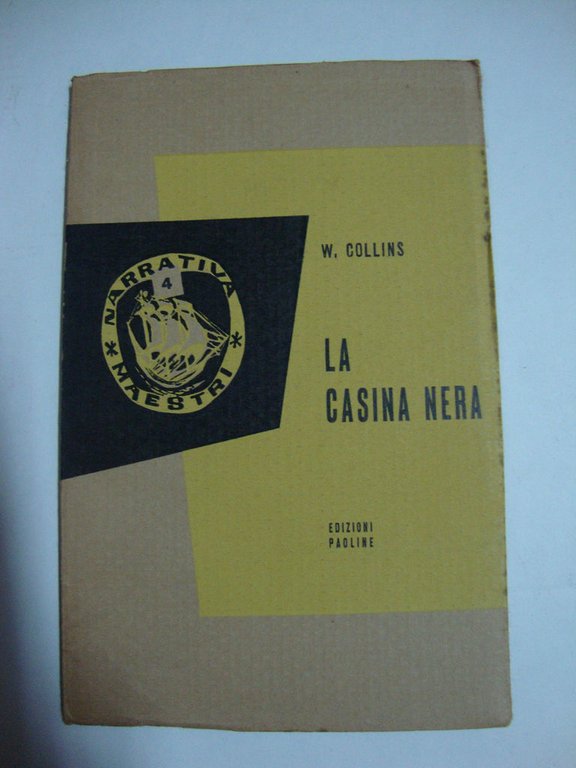 NARRATIVA
4
* MAESTRI *
W. COLLINS
LA
CASINA NERA
EDIZIONI
PAOLINE